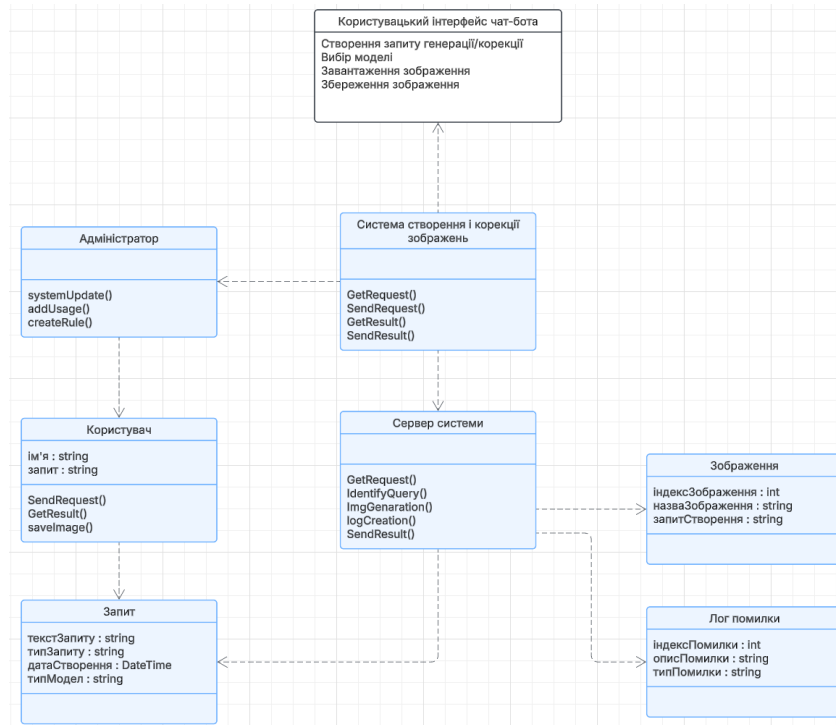 Користувацький інтерфейс чат-бота
Створення запиту генерації/корекції
Вибір моделі
Завантаження зображення
Збереження зображення
Адміністратор
systemUpdate()
addUsage()
createRule()
Система створення і корекції
зображень
GetRequest()
SendRequest()
GetResult()
SendResult()
Користувач
ім'я : string
запит : string
SendRequest()
GetResult()
saveImage()
Сервер системи
GetRequest()
IdentifyQuery()
ImgGenaration()
logCreation()
SendResult()
Зображення
індексЗображення : int
назваЗображення : string
запитСтворення : string
Запит
текстЗапиту : string
типЗапиту : string
датаСтворення : DateTime
типМодел : string
Лог помилки
індексПомилки : int
описПомилки : string
типПомилки : string